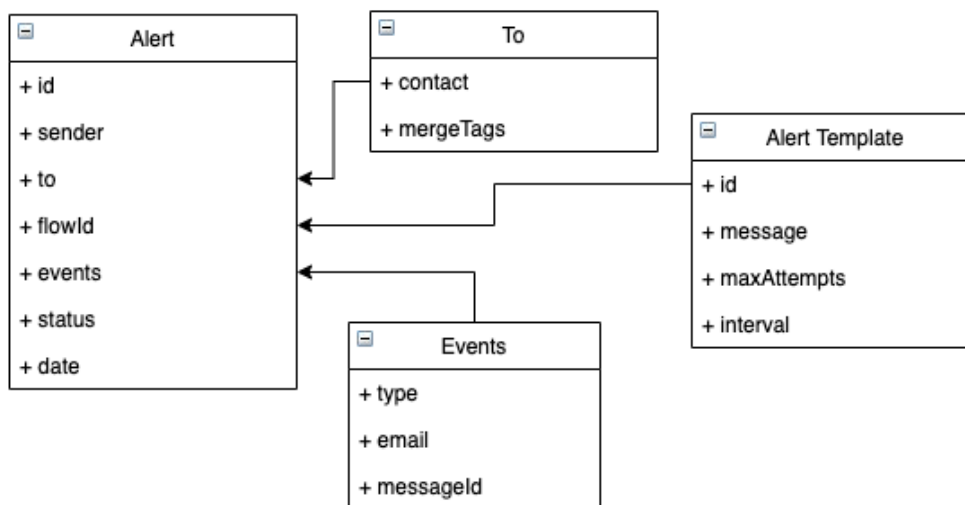 Alert
+ id
+ sender
+ to
+ flowId
+ events
+ status
+ date
To
+ contact
+ mergeTags
Alert Template
+ id
+ message
+ maxAttempts
+ interval
Events
+ type
+ email
+ messageId